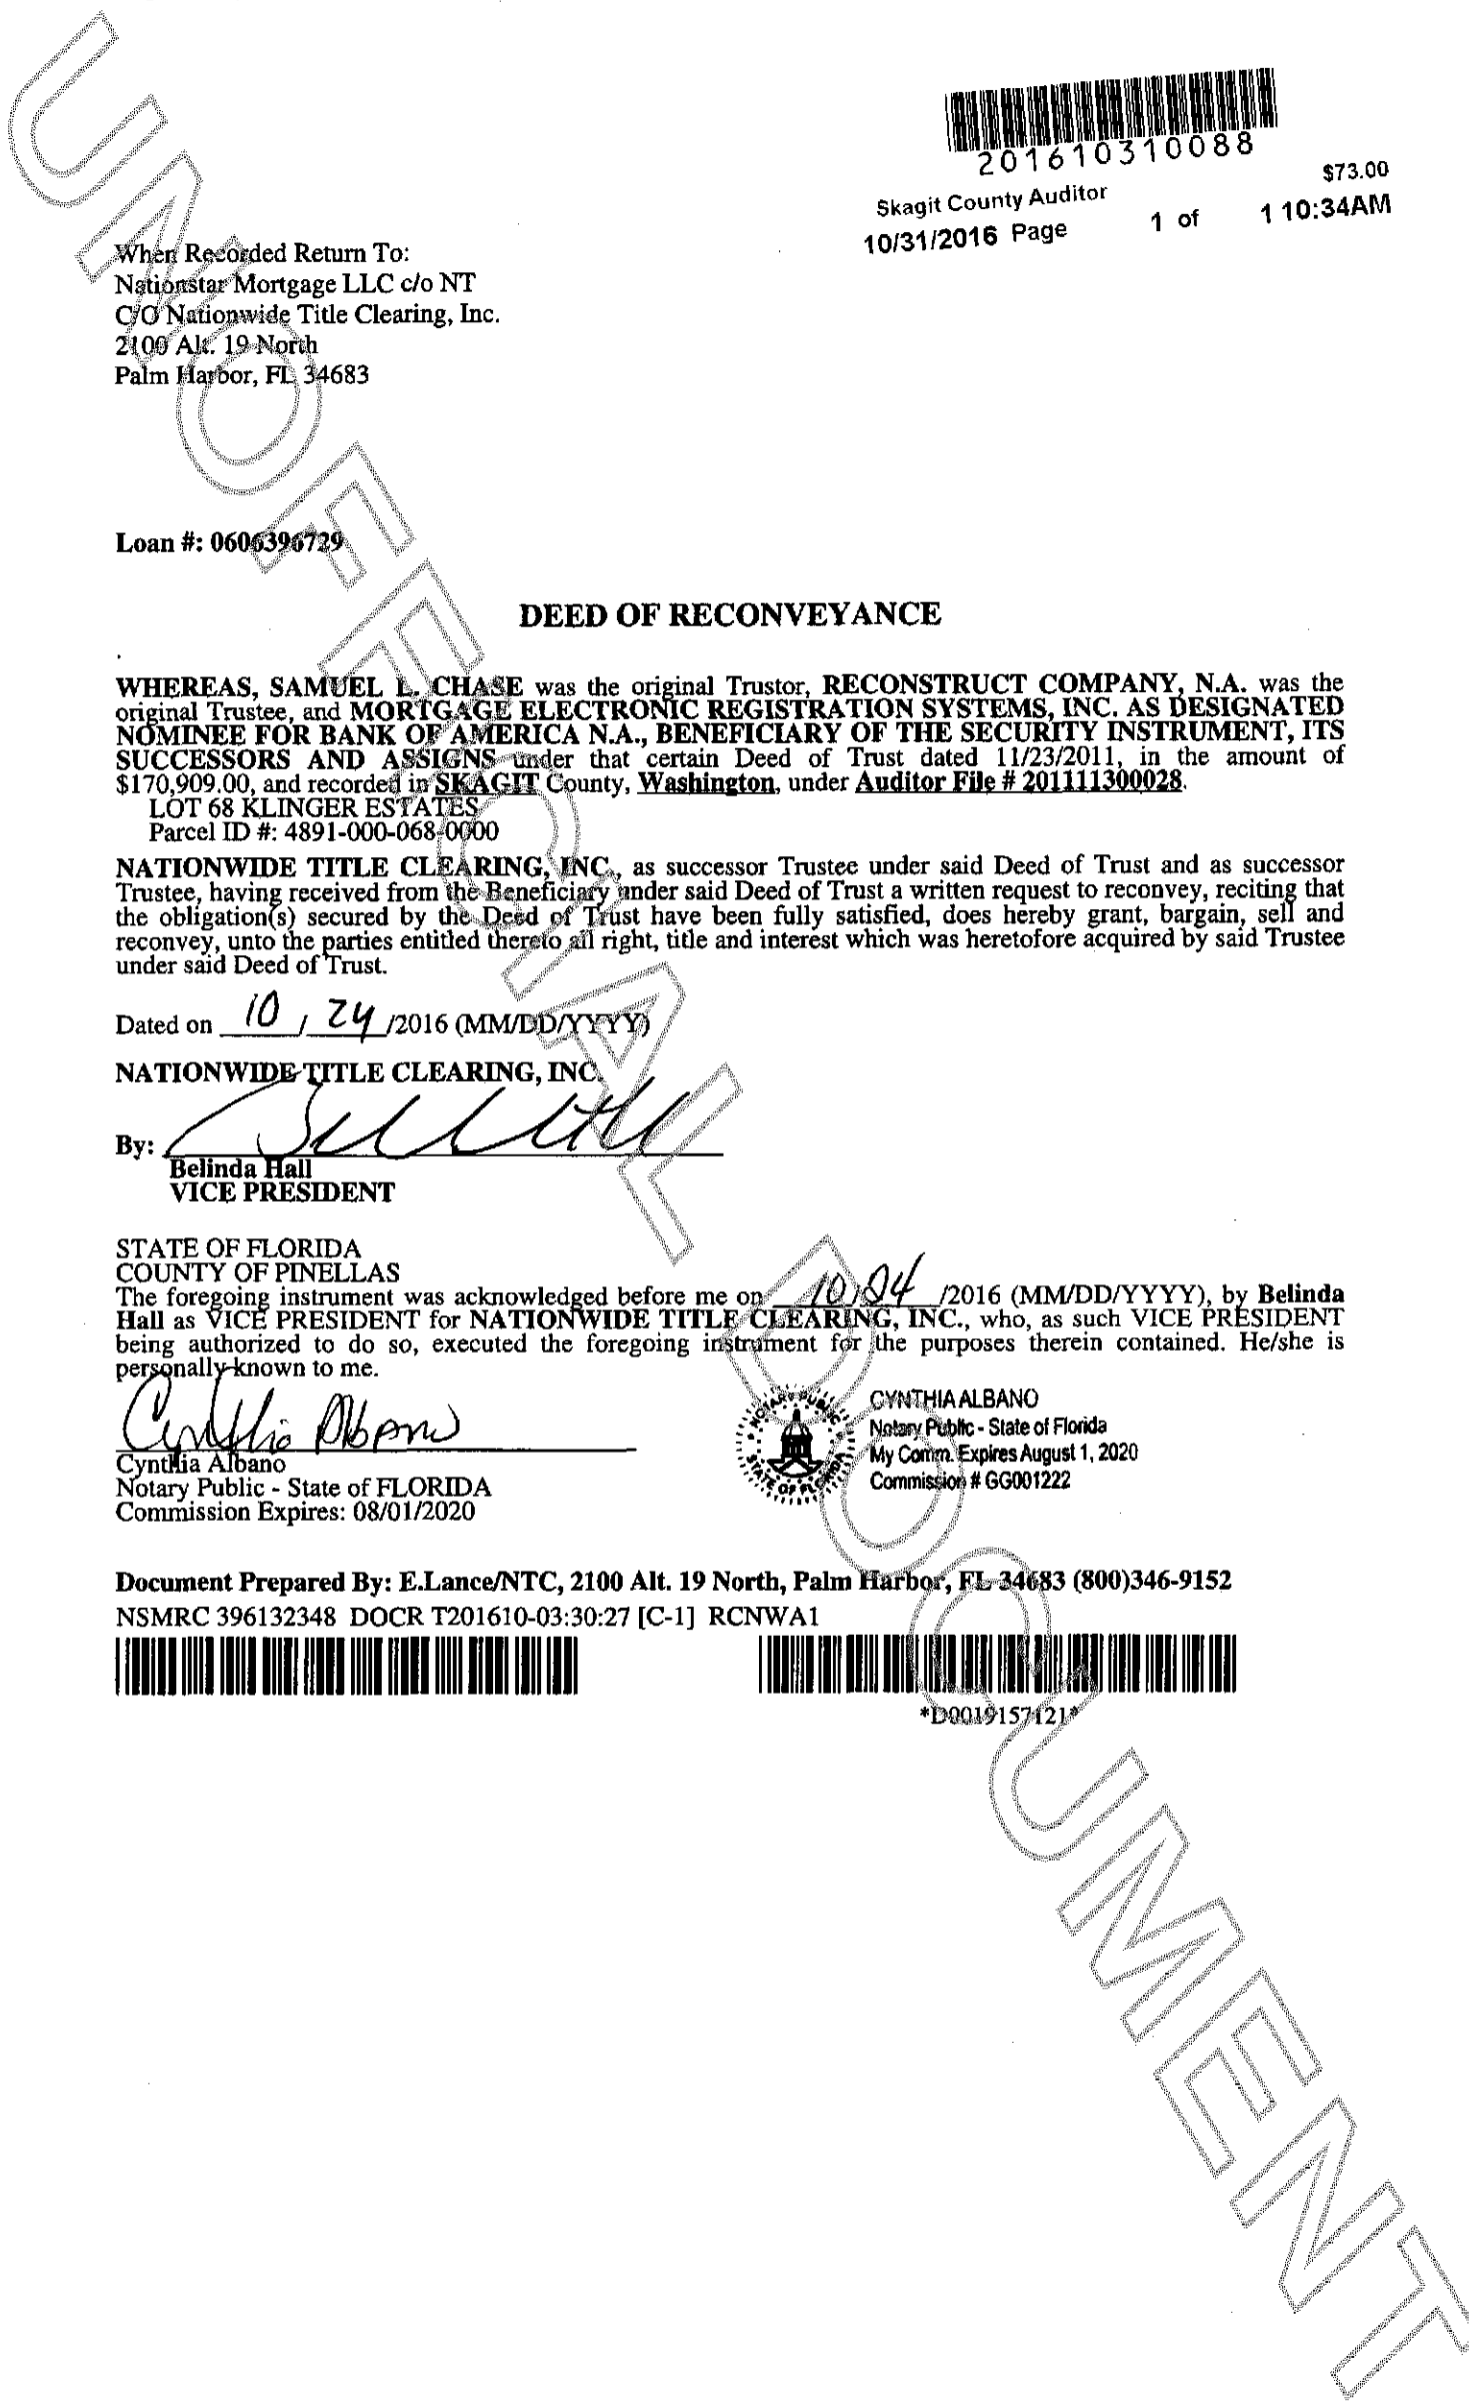 201610310088
$73.00
Skagit County Auditor
10/31/2016 Page 1 of 1 10:34AM
When Recorded Return To:
Nationstar Mortgage LLC c/o NT
C/O Nationwide Title Clearing, Inc.
2100 Alt. 19 North
Palm Harbor, FL 34683
Loan #: 0606396729
DEED OF RECONVEYANCE
WHEREAS, SAMUEL L. CHASE was the original Trustor, RECONSTRUCT COMPANY, N.A. was the
original Trustee, and MORTGAGE ELECTRONIC REGISTRATION SYSTEMS, INC. AS DESIGNATED
NOMINEE FOR BANK OF AMERICA N.A., BENEFICIARY OF THE SECURITY INSTRUMENT, ITS
SUCCESSORS AND ASSIGNS under that certain Deed of Trust dated 11/23/2011, in the amount of
$170,909.00, and recorded in SKAGIT County, Washington, under Auditor File # 201111300028.
LOT 68 KLINGER ESTATES
Parcel ID #: 4891-000-068-0000
NATIONWIDE TITLE CLEARING, INC., as successor Trustee under said Deed of Trust and as successor
Trustee, having received from the Beneficiary under said Deed of Trust a written request to reconvey, reciting that
the obligation(s) secured by the Deed of Trust have been fully satisfied, does hereby grant, bargain, sell and
reconvey, unto the parties entitled thereto all right, title and interest which was heretofore acquired by said Trustee
under said Deed of Trust.
Dated on 10 / 24 /2016 (MM/DD/YYYY)
NATIONWIDE TITLE CLEARING, INC.
By:
Belinda Hall
VICE PRESIDENT
STATE OF FLORIDA
COUNTY OF PINELLAS
The foregoing instrument was acknowledged before me on 10/24 /2016 (MM/DD/YYYY), by Belinda
Hall as VICE PRESIDENT for NATIONWIDE TITLE CLEARING, INC., who, as such VICE PRESIDENT
being authorized to do so, executed the foregoing instrument for the purposes therein contained. He/she is
personally known to me.
Cynthia Albano
Cynthia Albano
Notary Public - State of FLORIDA
Commission Expires: 08/01/2020
NOTARY PUBLIC
STATE OF FLORIDA
CYNTHIA ALBANO
Notary Public - State of Florida
My Comm. Expires August 1, 2020
Commission # GG001222
Document Prepared By: E.Lance/NTC, 2100 Alt. 19 North, Palm Harbor, FL 34683 (800)346-9152
NSMRC 396132348 DOCR T201610-03:30:27 [C-1] RCNWA1
*D0019157121*
UNOFFICIAL DOCUMENT